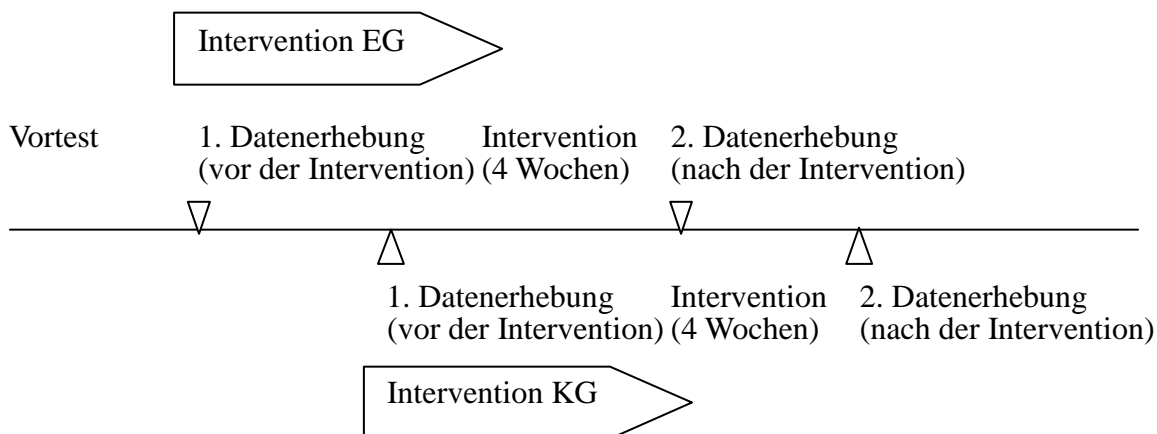 Intervention EG
Vortest
1. Datenerhebung
(vor der Intervention)
Intervention
(4 Wochen)
2. Datenerhebung
(nach der Intervention)
1. Datenerhebung
(vor der Intervention)
Intervention
(4 Wochen)
2. Datenerhebung
(nach der Intervention)
Intervention KG